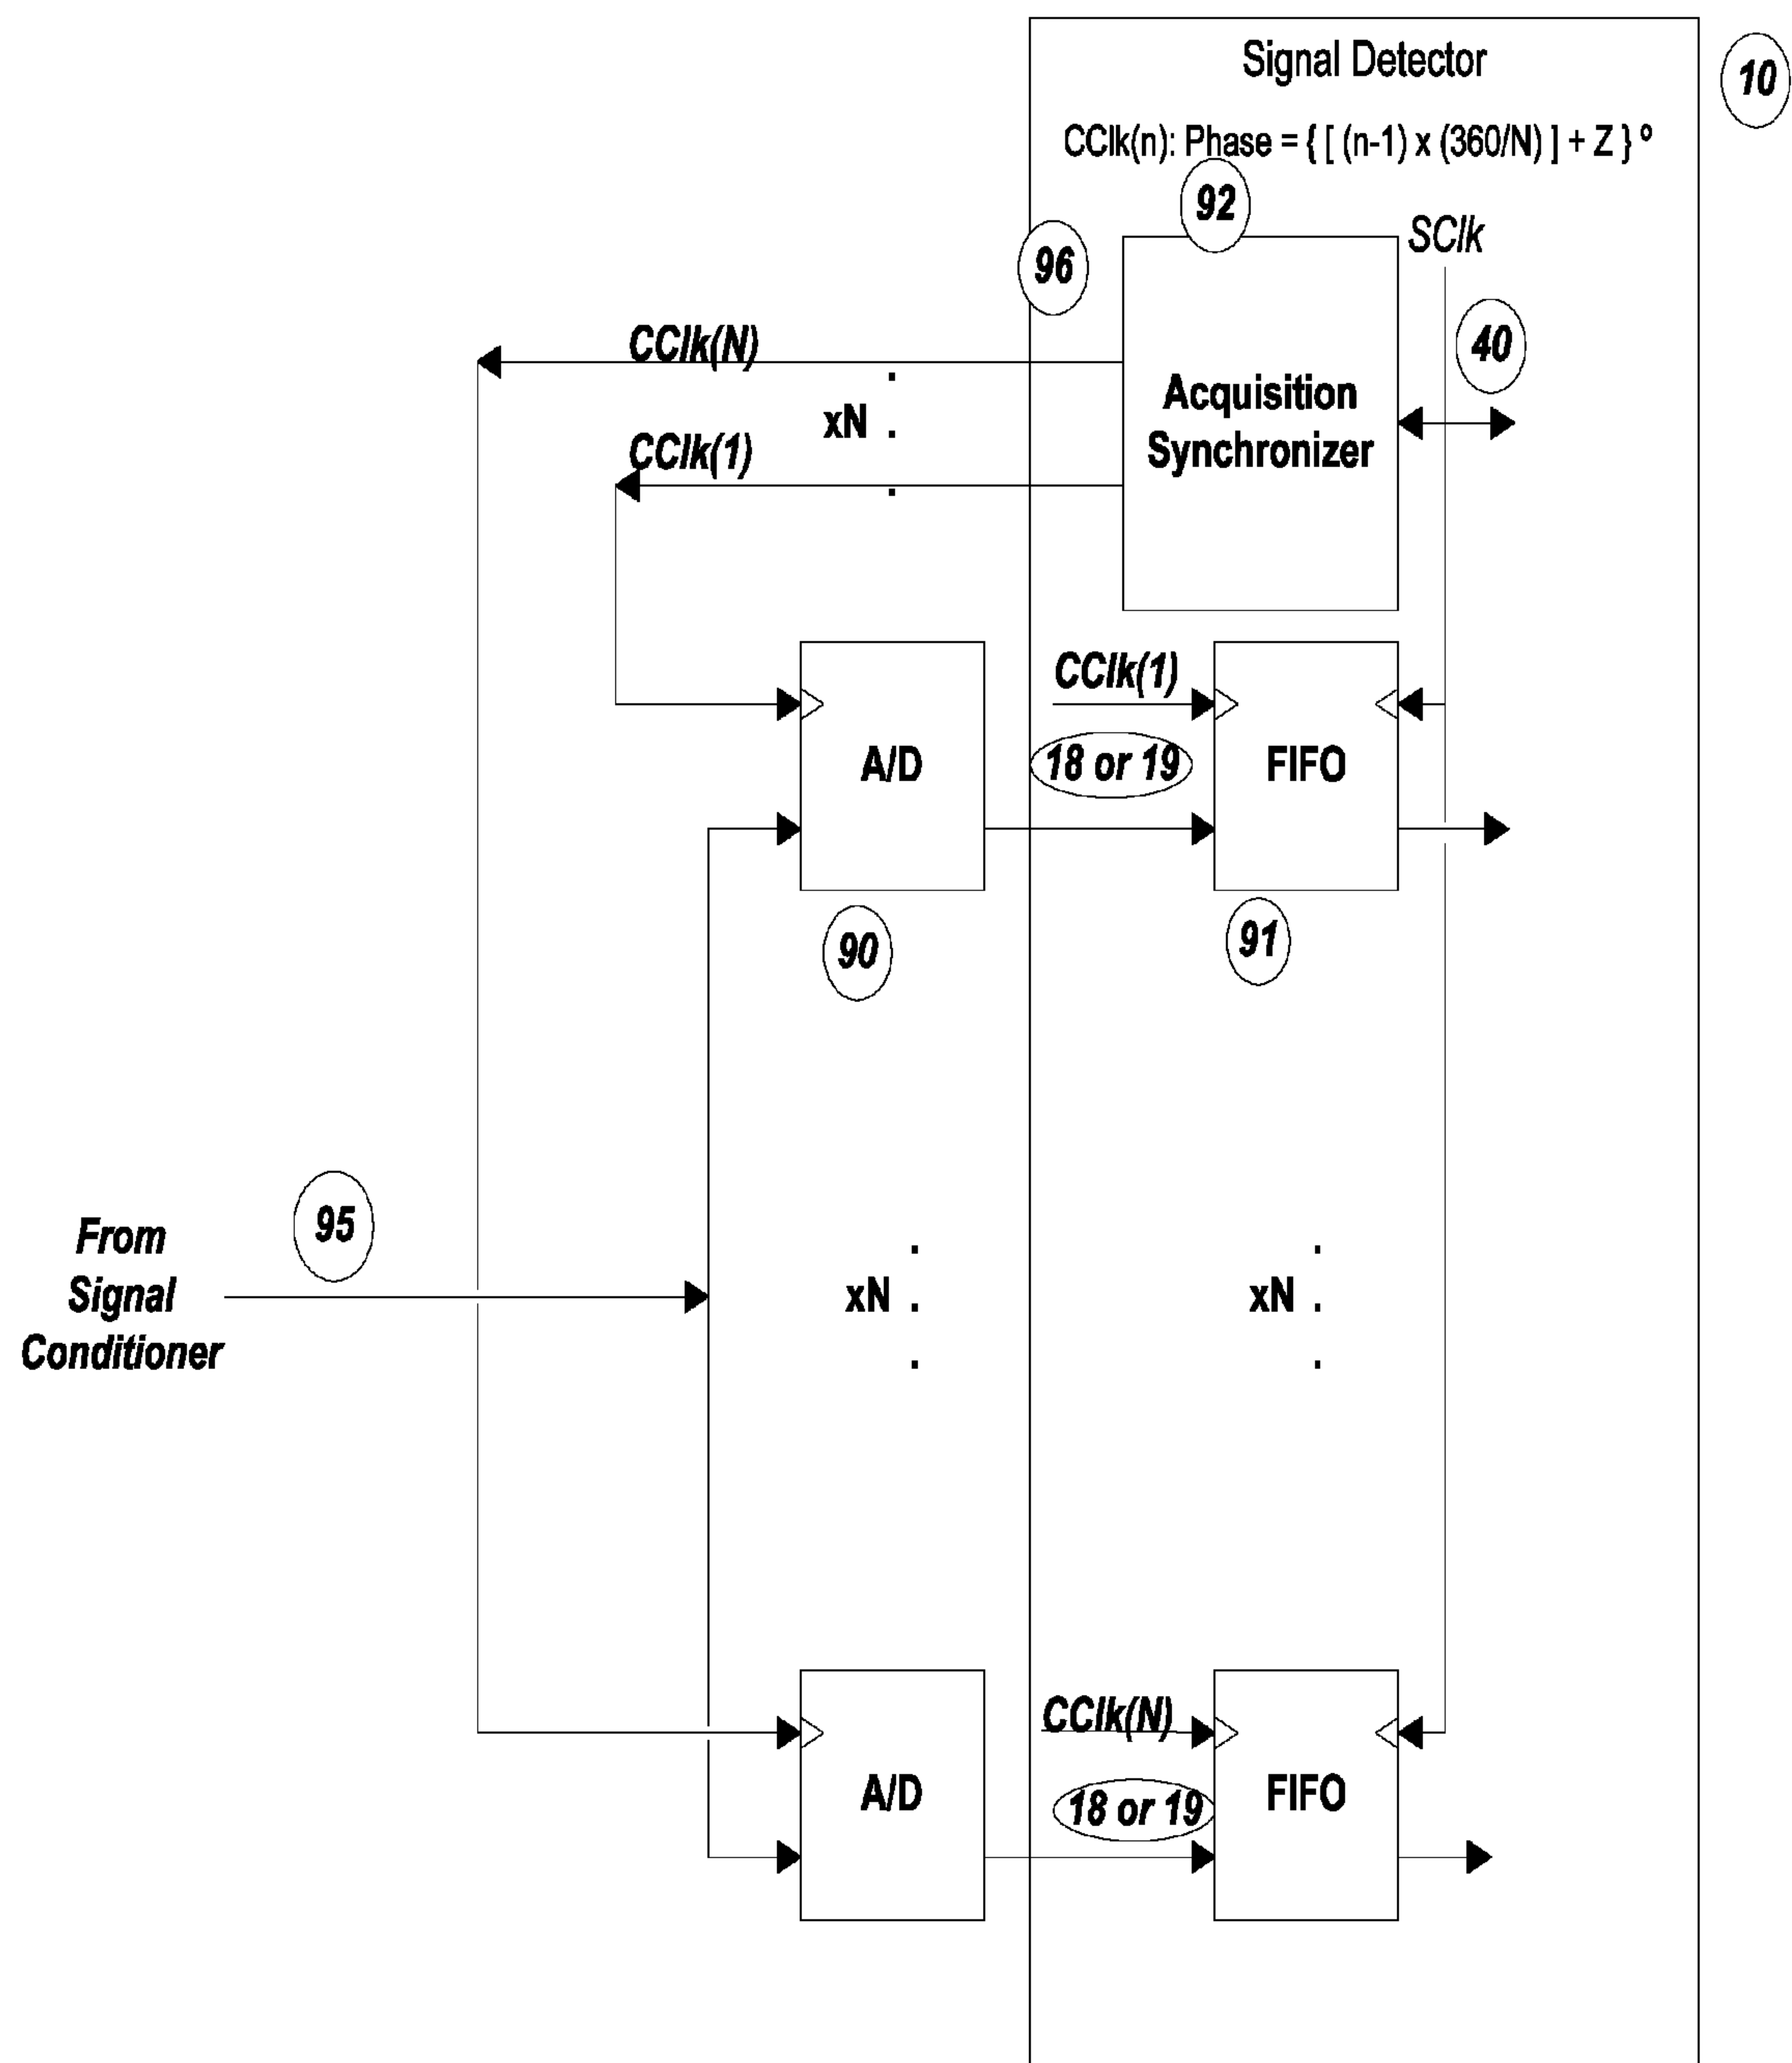 Signal Detector
10
CClk(n): Phase = { [ (n-1) x (360/N) ] + Z } º
92
96
SClk
40
CClk(N)
Acquisition
Synchronizer
xN
CClk(1)
CClk(1)
A/D
18 or 19
FIFO
90
91
95
From
Signal
Conditioner
xN
xN
CClk(N)
A/D
18 or 19
FIFO